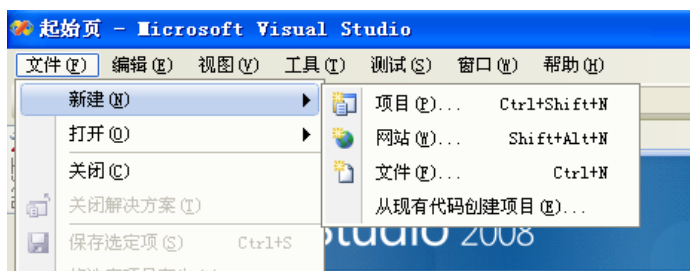 起始页 - Microsoft Visual Studio
文件(F) 编辑(E) 视图(V) 工具(T) 测试(S) 窗口(W) 帮助(H)
新建(N)
项目(P)... Ctrl+Shift+N
打开(O)
网站(W)... Shift+Alt+N
关闭(C)
文件(F)... Ctrl+N
关闭解决方案(T)
从现有代码创建项目(E)...
保存选定项(S) Ctrl+S
Studio 2008